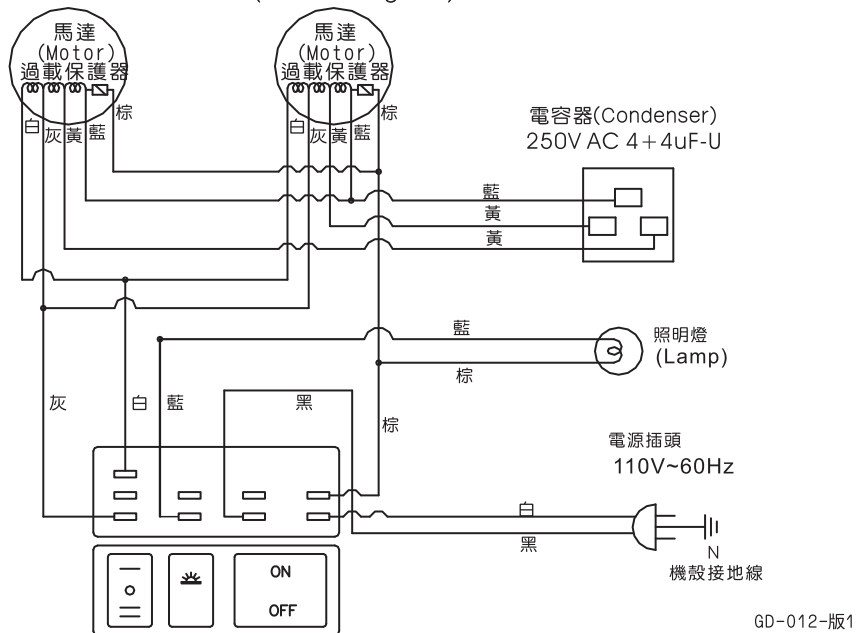 馬達
(Motor)
過載保護器
馬達
(Motor)
過載保護器
白
灰
黃
藍
棕
白
灰
黃
藍
棕
電容器(Condenser)
250V AC 4+4uF-U
藍
黃
黃
藍
照明燈
(Lamp)
棕
灰
白
藍
黑
棕
電源插頭
110V~60Hz
白
黑
N
機殼接地線
ON
OFF
GD-012-版1